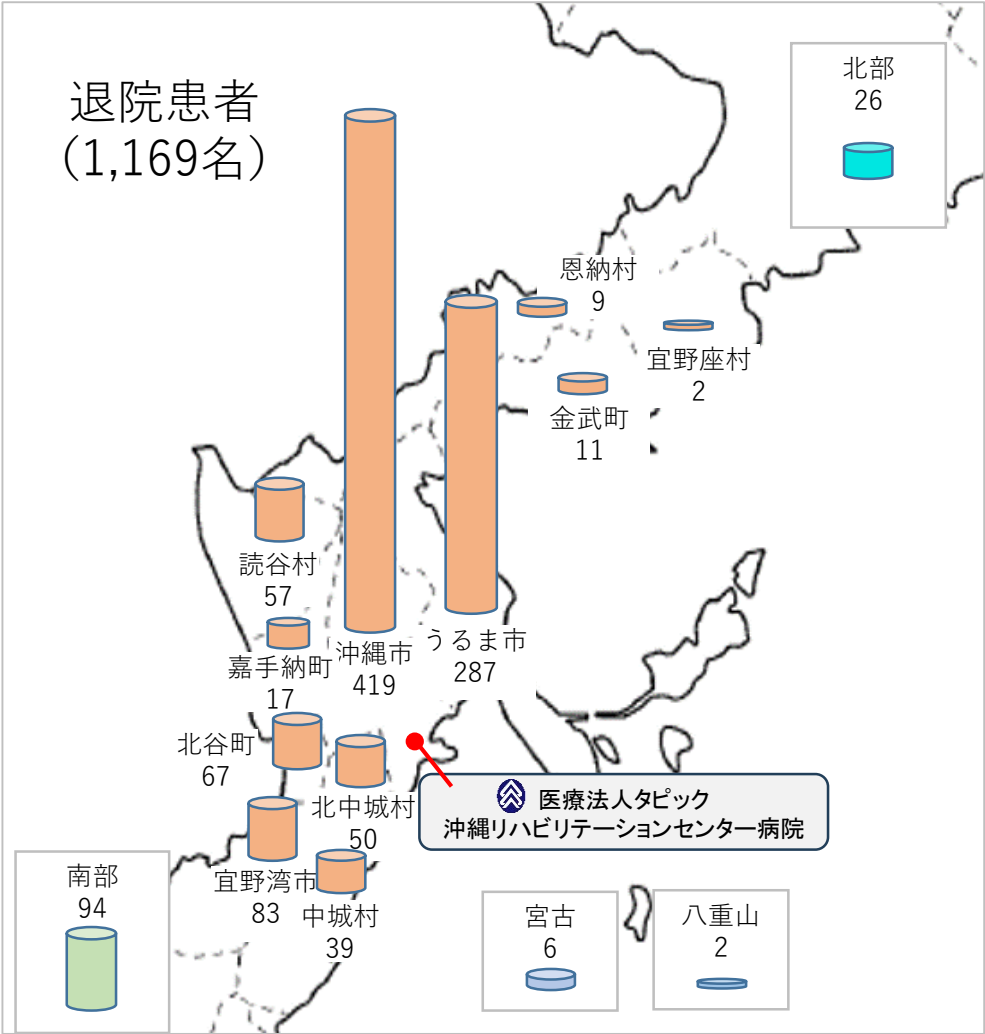 退院患者
(1,169名)
北部
26
恩納村
9
宜野座村
2
金武町
11
読谷村
57
嘉手納町
17
沖縄市
419
うるま市
287
北谷町
67
北中城村
50
医療法人タピック
沖縄リハビリテーションセンター病院
宜野湾市
83
中城村
39
南部
94
宮古
6
八重山
2